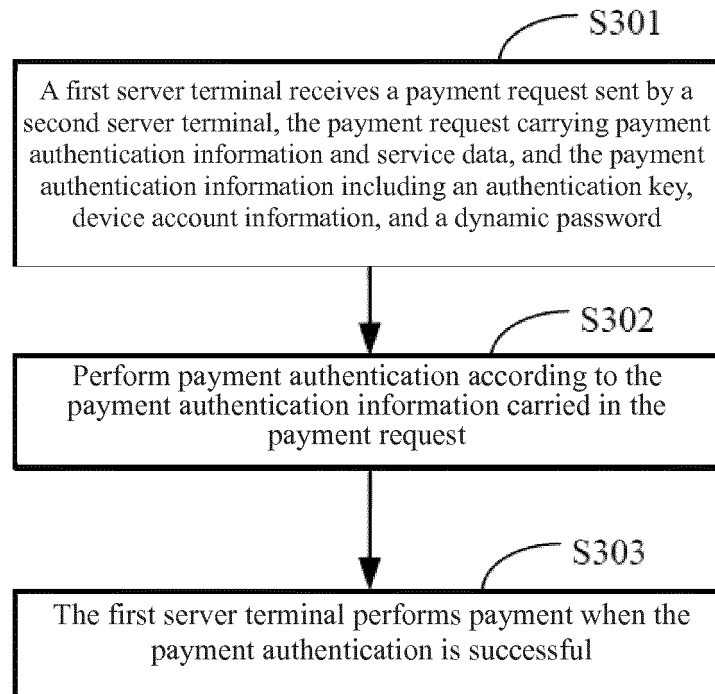 S301
A first server terminal receives a payment request sent by a
second server terminal, the payment request carrying payment
authentication information and service data, and the payment
authentication information including an authentication key,
device account information, and a dynamic password
S302
Perform payment authentication according to the
payment authentication information carried in the
payment request
S303
The first server terminal performs payment when the
payment authentication is successful